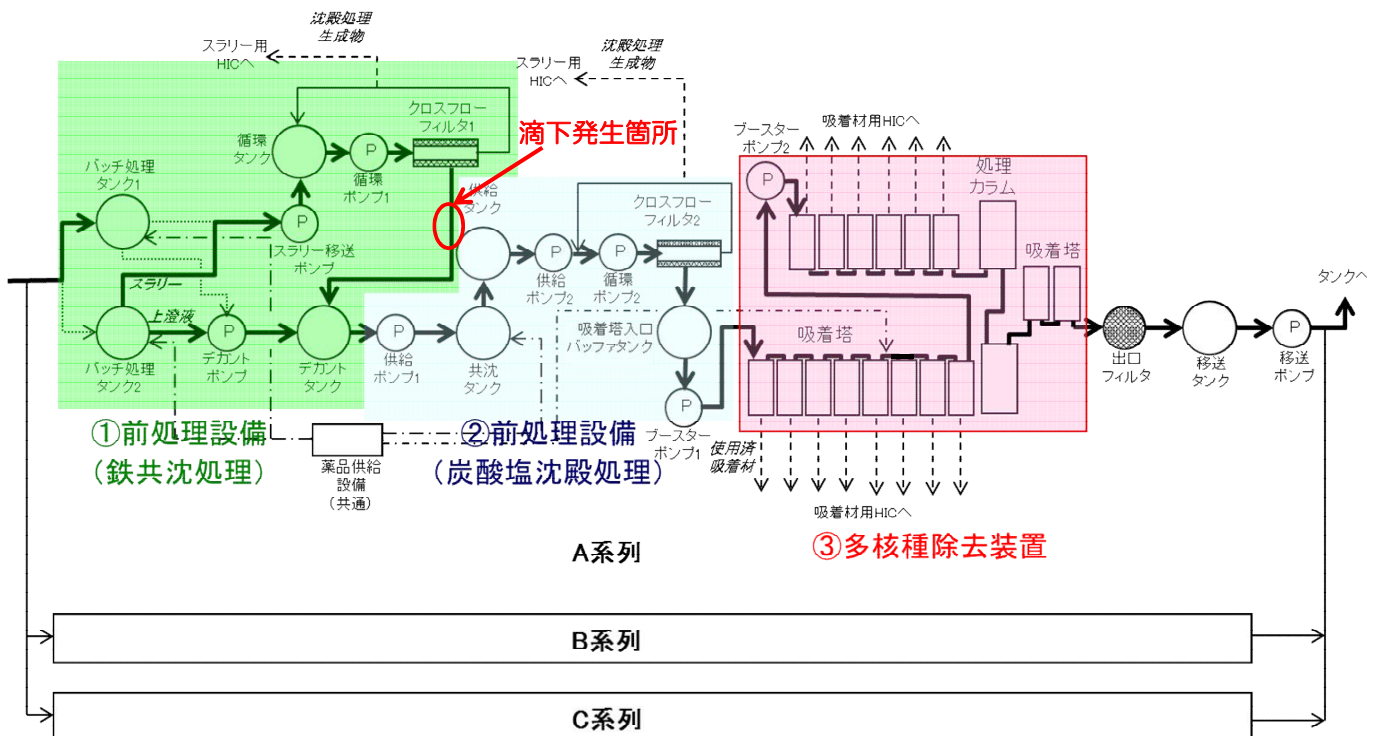 沈殿処理
生成物
スラリー用
HICへ
沈殿処理
生成物
スラリー用
HICへ
クロスフロー
フィルタ1
滴下発生箇所
循環
タンク
P
循環
ポンプ1
バッチ処理
タンク1
P
スラリー移送
ポンプ
スラリー
上澄液
バッチ処理
タンク2
P
デカント
ポンプ
デカント
タンク
供給
タンク
P
供給
ポンプ1
共沈
タンク
P
供給
ポンプ2
P
循環
ポンプ2
クロスフロー
フィルタ2
吸着塔入口
バッファタンク
P
ブースター
ポンプ1
ブースター
ポンプ2
P
吸着材用HICへ
処理
カラム
吸着塔
吸着塔
使用済
吸着材
吸着材用HICへ
出口
フィルタ
移送
タンク
P
移送
ポンプ
タンクへ
①前処理設備
(鉄共沈処理)
薬品供給
設備
(共通)
②前処理設備
(炭酸塩沈殿処理)
③多核種除去装置
A系列
B系列
C系列